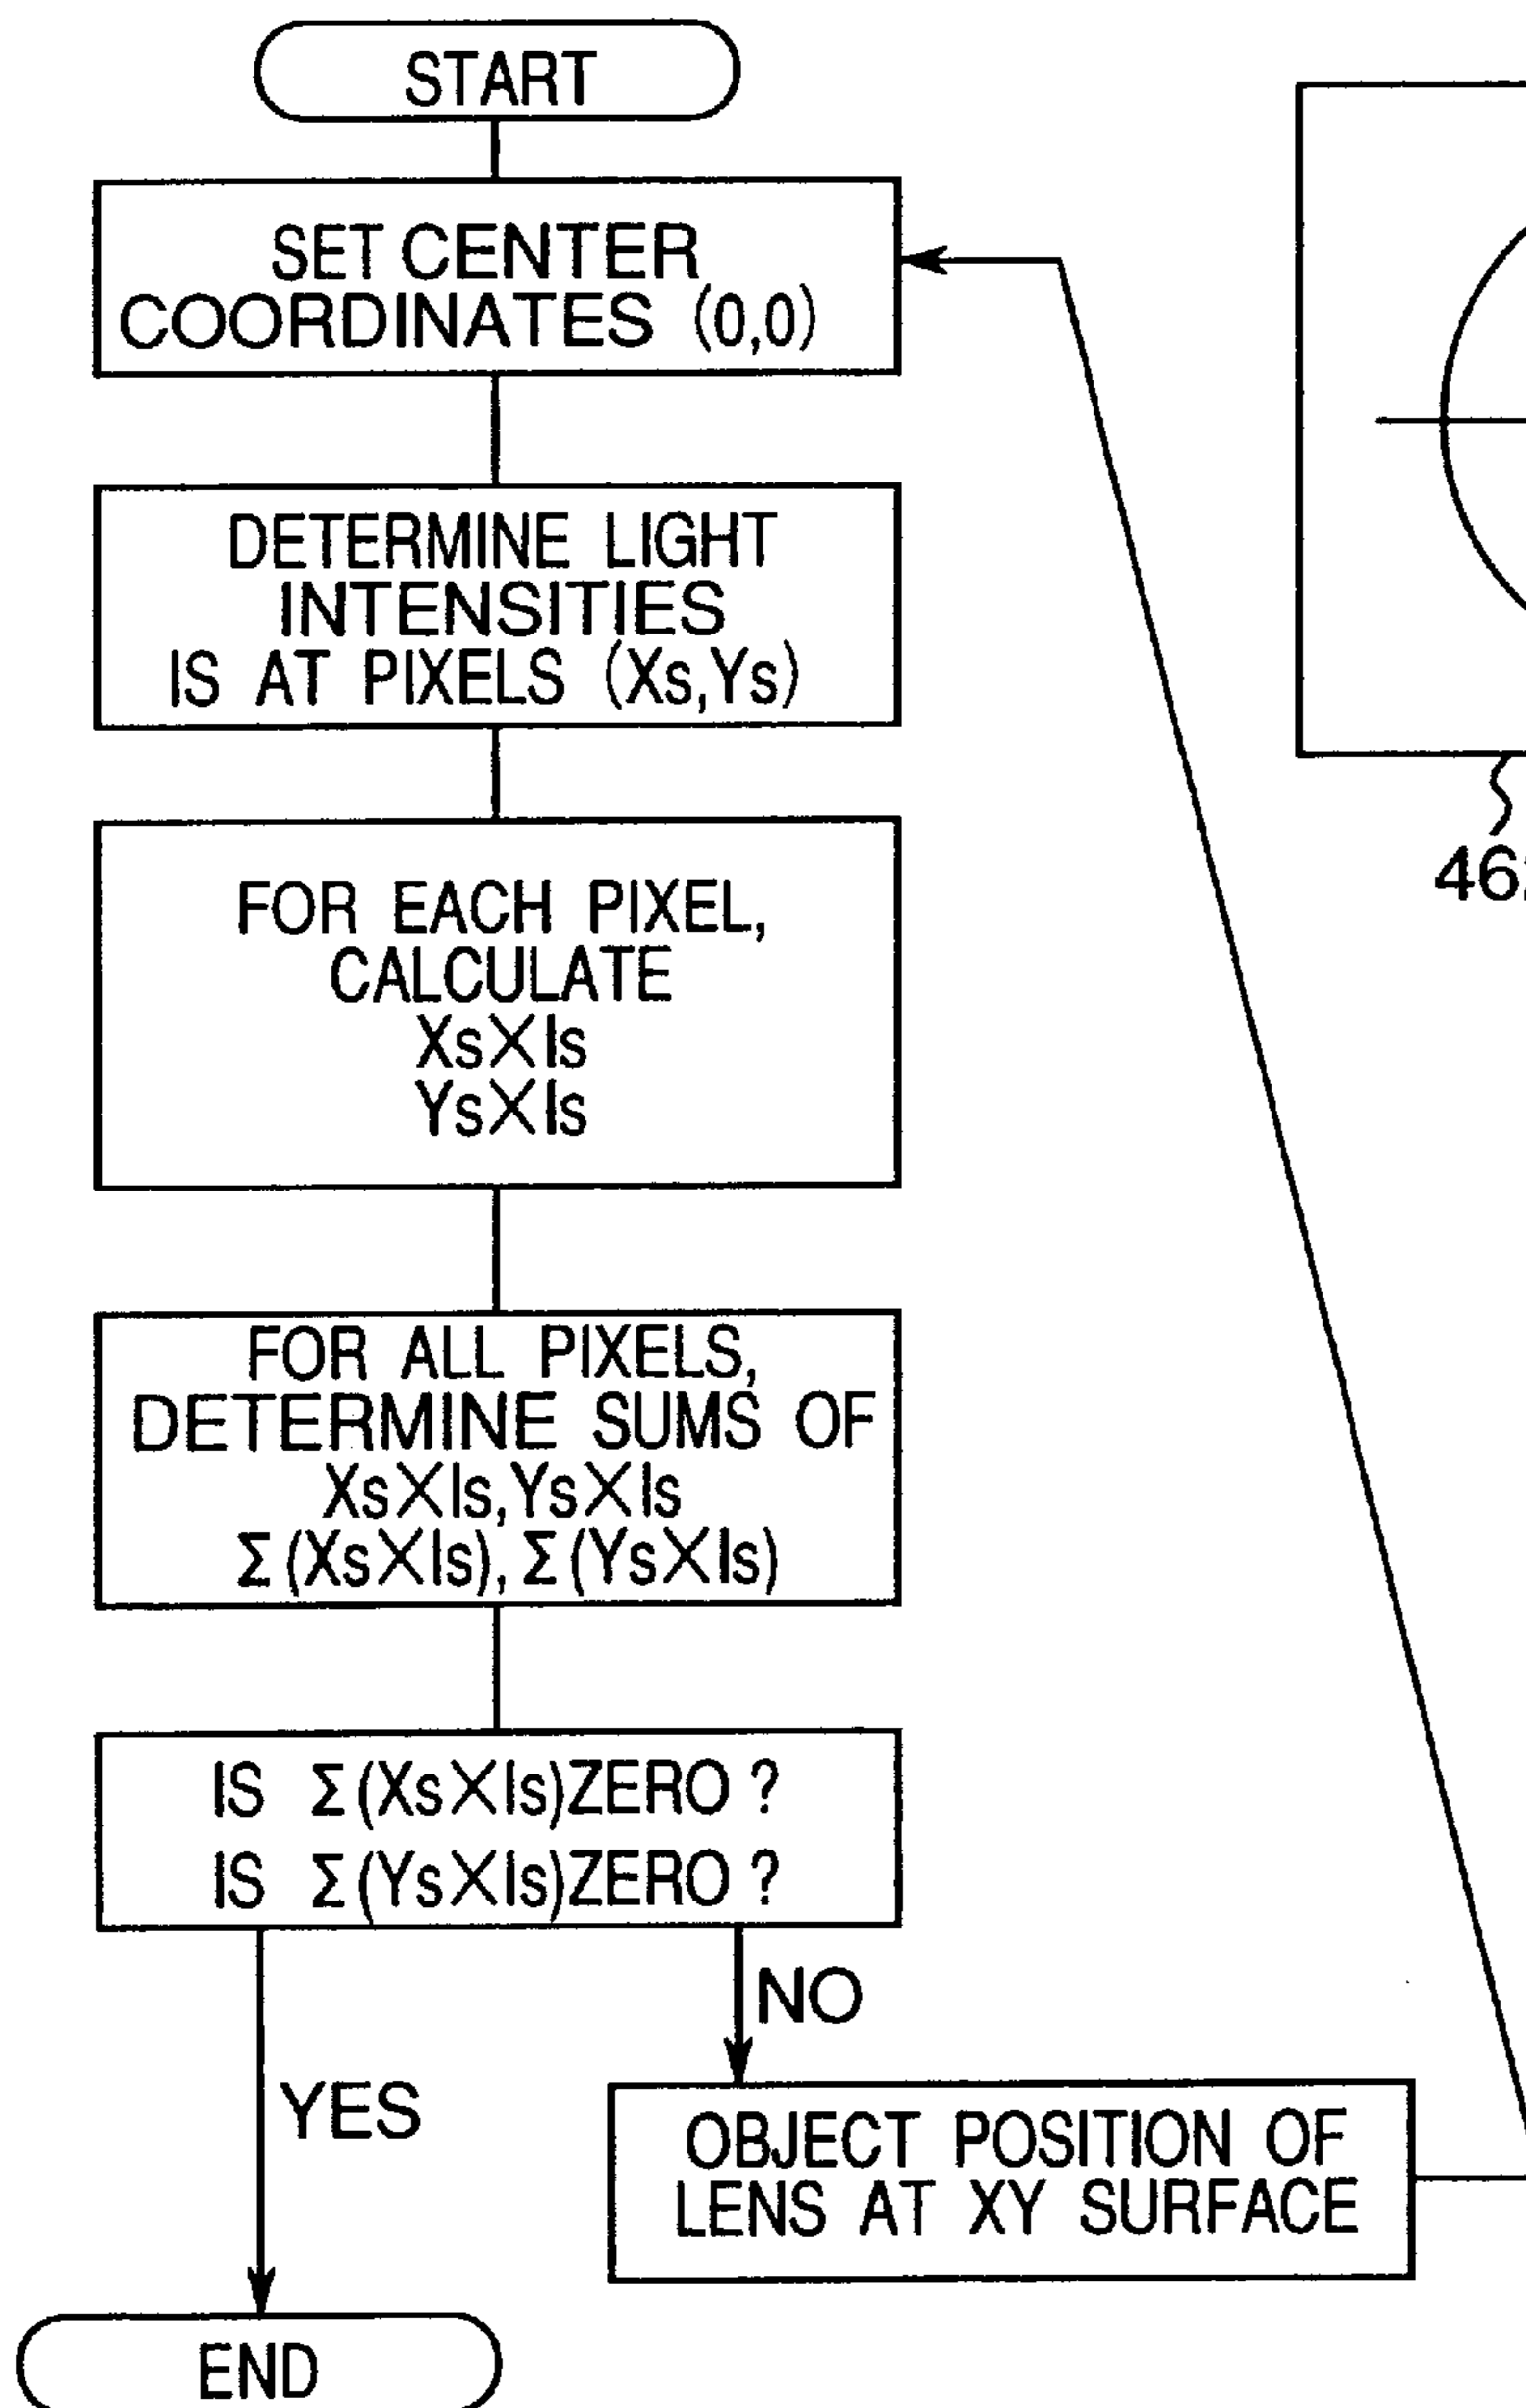 START
SET CENTER
COORDINATES (0,0)
DETERMINE LIGHT
INTENSITIES
IS AT PIXELS (Xs,Ys)
FOR EACH PIXEL,
CALCULATE
Xs×Is
Ys×Is
FOR ALL PIXELS,
DETERMINE SUMS OF
Xs×Is,Ys×Is
Σ(Xs×Is),Σ(Ys×Is)
IS Σ(Xs×Is)ZERO ?
IS Σ(Ys×Is)ZERO ?
NO
YES
OBJECT POSITION OF
LENS AT XY SURFACE
END